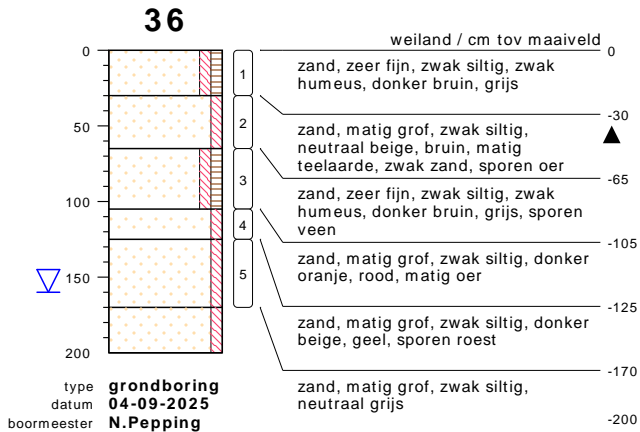 36
weiland / cm tov maaiveld
0
0
1
zand, zeer fijn, zwak siltig, zwak
humeus, donker bruin, grijs
-30
2
zand, matig grof, zwak siltig,
neutraal beige, bruin, matig
teelaarde, zwak zand, sporen oer
50
-65
3
zand, zeer fijn, zwak siltig, zwak
humeus, donker bruin, grijs, sporen
veen
100
-105
4
zand, matig grof, zwak siltig, donker
oranje, rood, matig oer
-125
5
150
zand, matig grof, zwak siltig, donker
beige, geel, sporen roest
-170
200
zand, matig grof, zwak siltig,
neutraal grijs
-200
type grondboring
datum 04-09-2025
boormeester N.Pepping